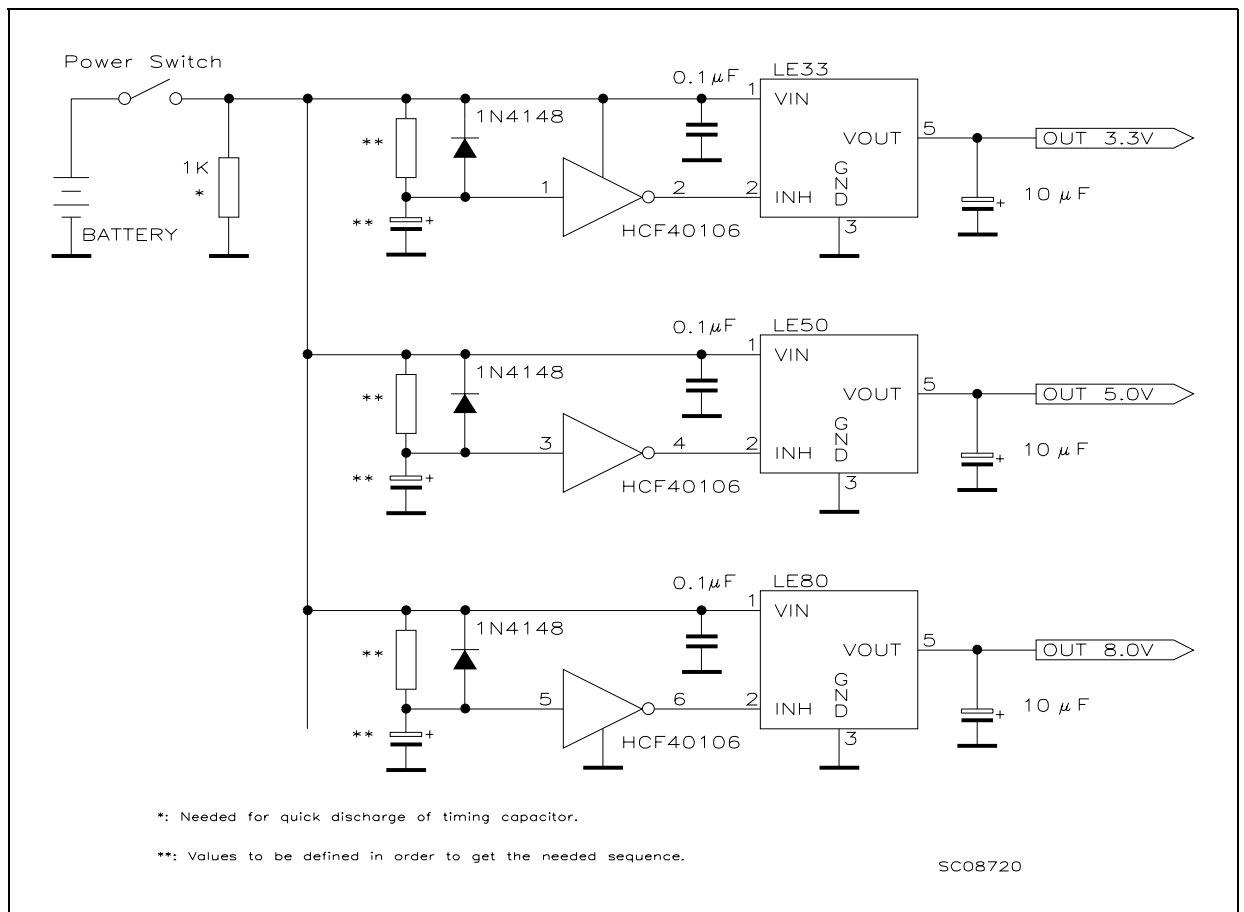 Power Switch
BATTERY
1K
*
**
**
+
1N4148
1
2
HCF40106
0.1µF
LE33
1
VIN
2
INH
GND
3
VOUT
5
+
10 µF
OUT 3.3V
**
**
+
1N4148
3
4
HCF40106
0.1µF
LE50
1
VIN
2
INH
GND
3
VOUT
5
+
10 µF
OUT 5.0V
**
**
+
1N4148
5
6
HCF40106
0.1µF
LE80
1
VIN
2
INH
GND
3
VOUT
5
+
10 µF
OUT 8.0V
*: Needed for quick discharge of timing capacitor.
**: Values to be defined in order to get the needed sequence.
SC08720